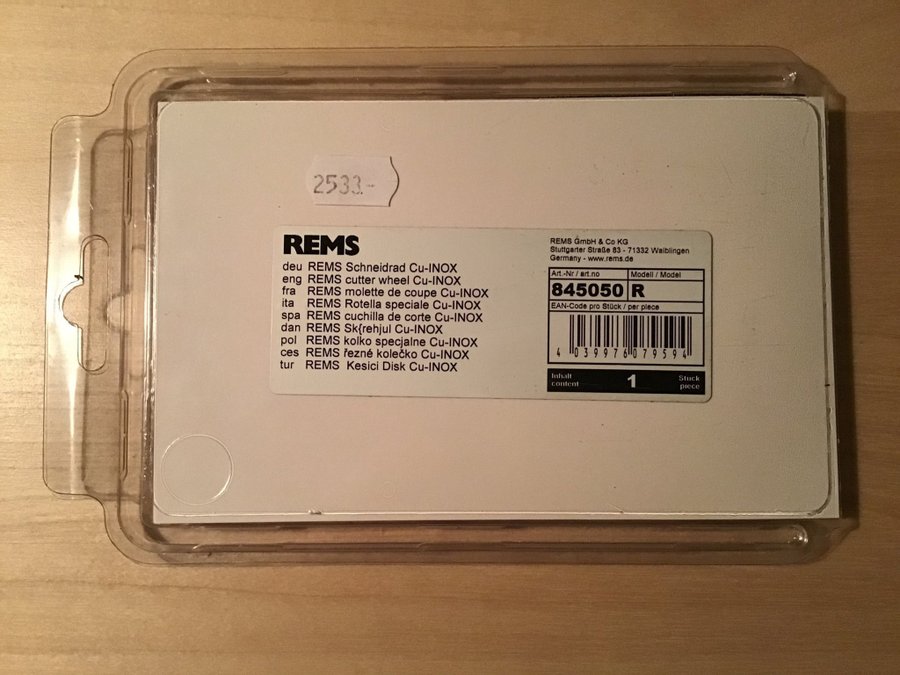 2533.-
REMS
deu REMS Schneidrad Cu-INOX
eng REMS cutter wheel Cu-INOX
fra REMS molette de coupe Cu-INOX
ita REMS Rotella speciale Cu-INOX
spa REMS cuchilla de corte Cu-INOX
dan REMS Sk{rehjul Cu-INOX
pol REMS kolko specjalne Cu-INOX
ces REMS řezné kolečko Cu-INOX
tur REMS Kesici Disk Cu-INOX
REMS GmbH & Co KG
Stuttgarter Straße 83 - 71332 Waiblingen
Germany - www.rems.de
Art.-Nr / art.no Modell / Model
845050 R
EAN-Code pro Stück / per piece
4 039976 079594
Inhalt 1 Stück
content piece